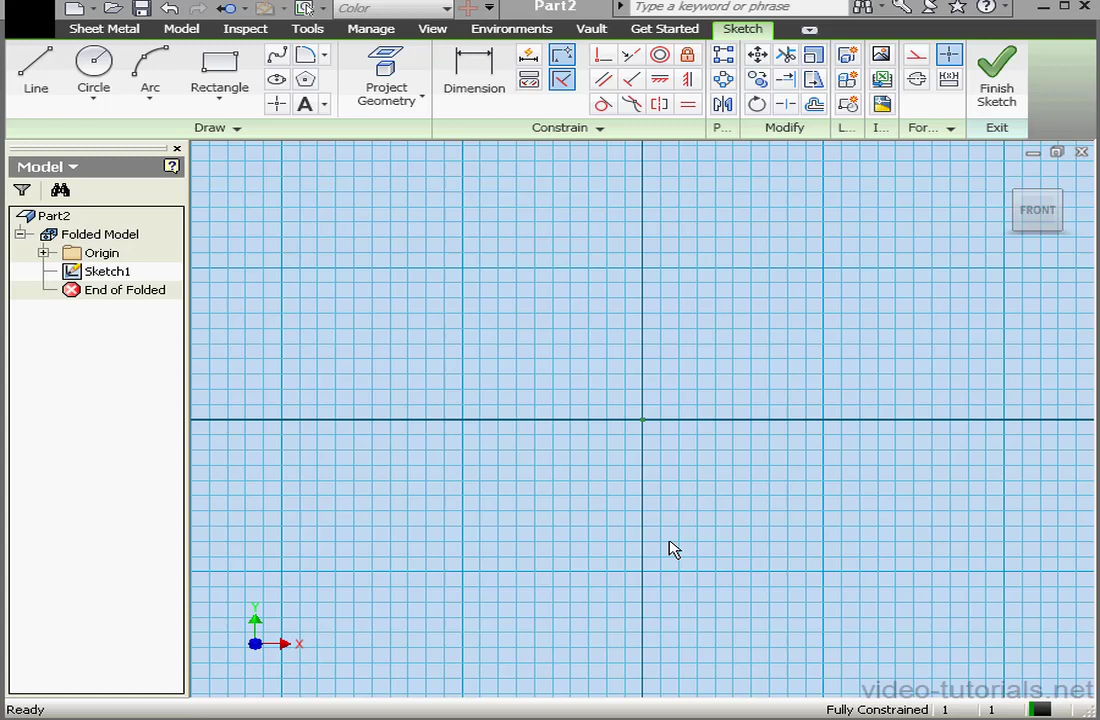 Color
Part2
Type a keyword or phrase
Sheet Metal
Model
Inspect
Tools
Manage
View
Environments
Vault
Get Started
Sketch
Line
Circle
Arc
Rectangle
A
Project
Geometry
Dimension
Finish
Sketch
Draw
Constrain
P...
Modify
L...
I...
For...
Exit
Model
Part2
Folded Model
Origin
Sketch1
End of Folded
FRONT
Y
X
video-tutorials.net
Ready
Fully Constrained
1
1